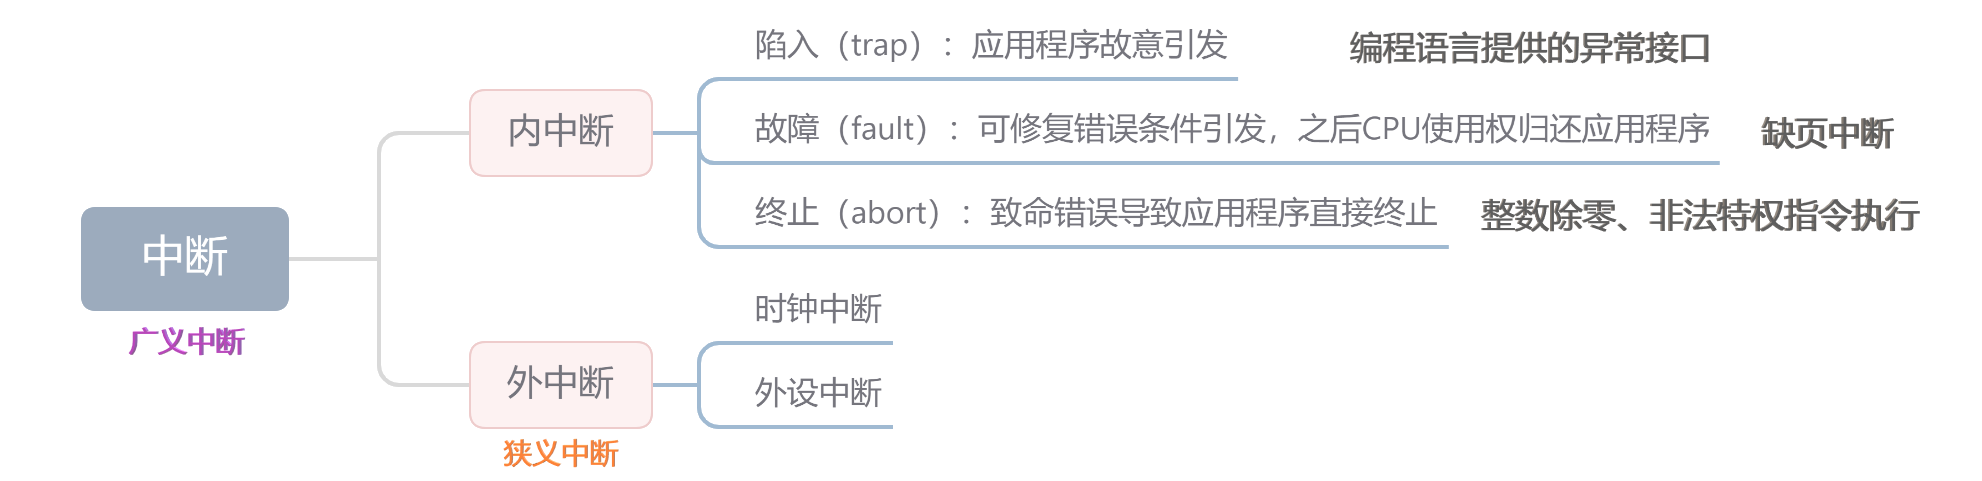 中断
广义中断
内中断
陷入（trap）：应用程序故意引发
编程语言提供的异常接口
故障（fault）：可修复错误条件引发，之后CPU使用权归还应用程序
缺页中断
终止（abort）：致命错误导致应用程序直接终止
整数除零、非法特权指令执行
外中断
狭义中断
时钟中断
外设中断